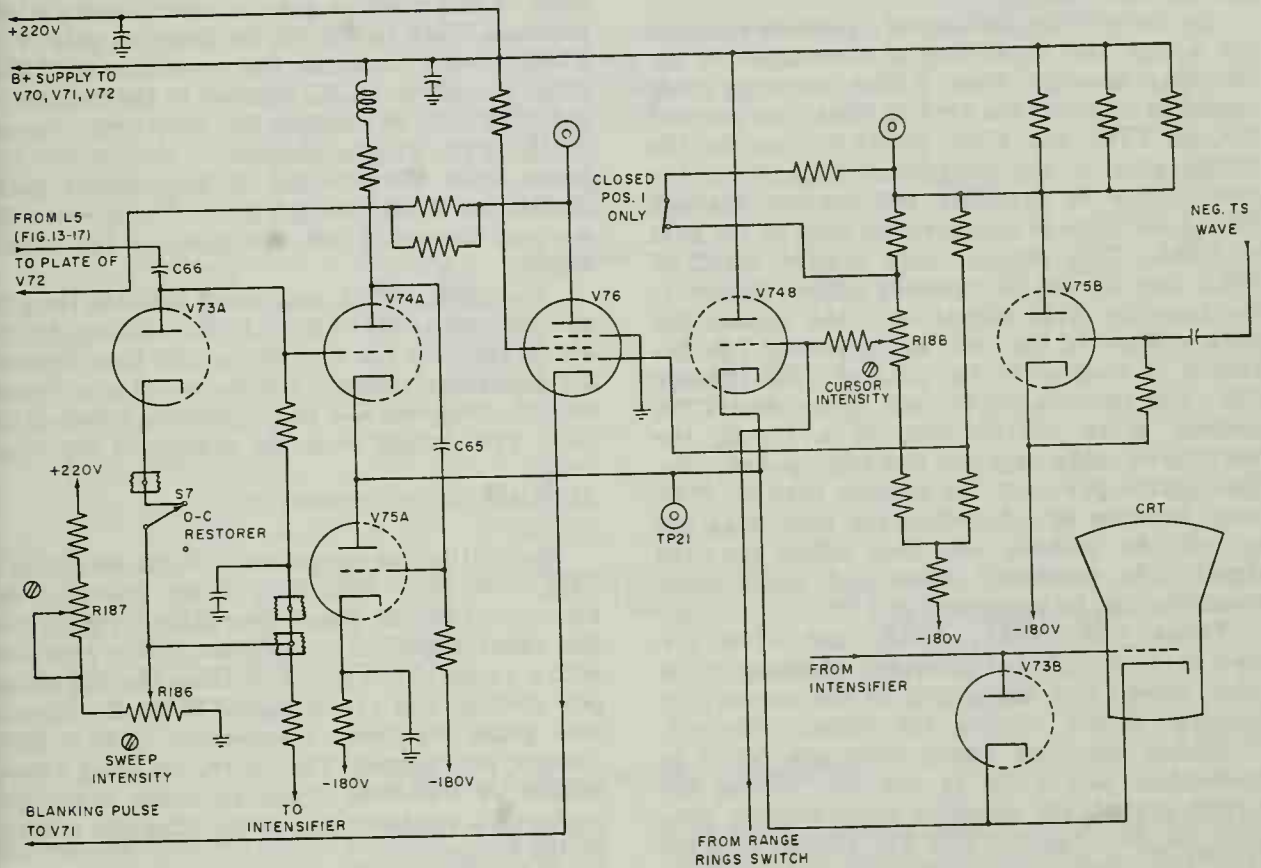 +220V
B+ SUPPLY TO
V70, V71, V72
FROM L5
(FIG.13-17)
TO PLATE OF
V72
C66
V73A
V74A
V76
CLOSED
POS. 1
ONLY
V74B
R188
CURSOR
INTENSITY
V75B
NEG. TS
WAVE
+220V
S7
D-C
RESTORER
C65
V75A
TP21
R187
R186
SWEEP
INTENSITY
-180V
-180V
TO
INTENSIFIER
BLANKING PULSE
TO V71
-180V
-180V
FROM
INTENSIFIER
V73B
CRT
FROM RANGE
RINGS SWITCH